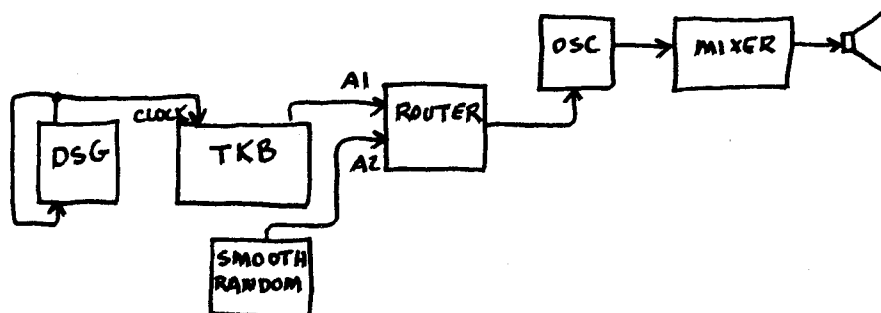 OSC
MIXER
A1
ROUTER
CLOCK
DSG
TKB
A2
SMOOTH
RANDOM